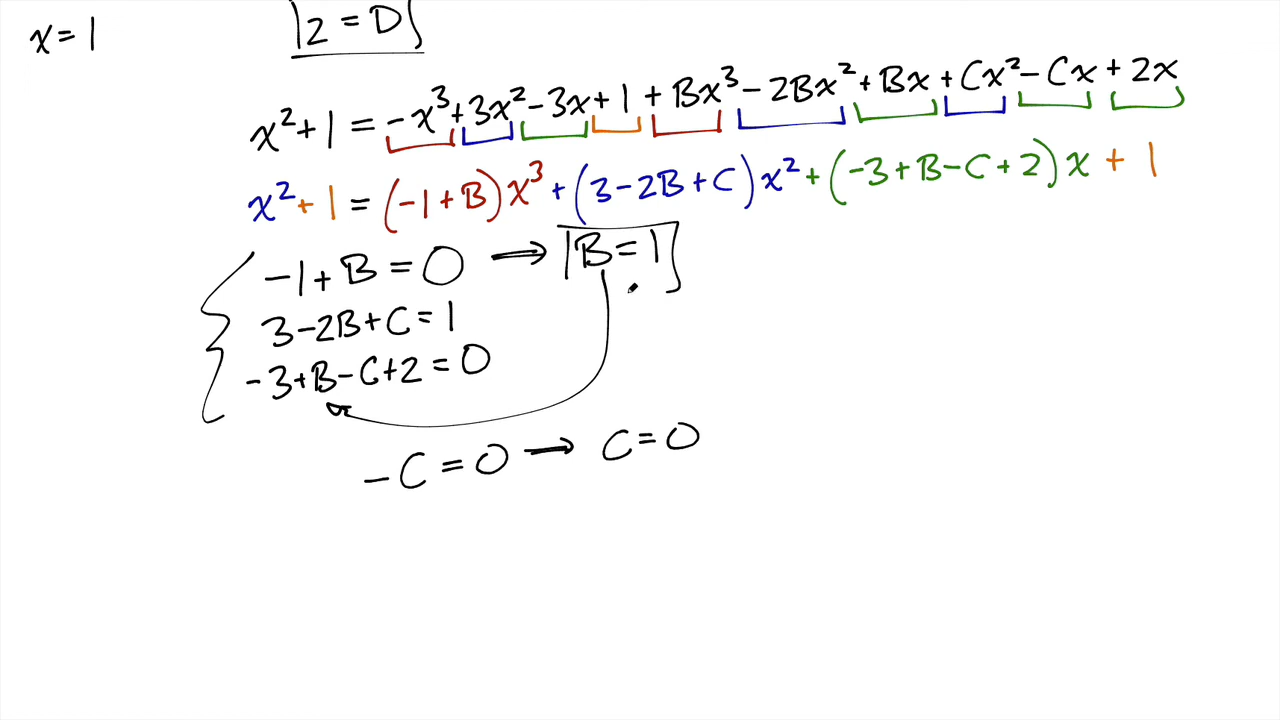 x = 1
2 = D
x² + 1 = -x³ + 3x² - 3x + 1 + Bx³ - 2Bx² + Bx + Cx² - Cx + 2x
x² + 1 = (-1 + B)x³ + (3 - 2B + C)x² + (-3 + B - C + 2)x + 1
-1 + B = 0 → B = 1
3 - 2B + C = 1
-3 + B - C + 2 = 0
-C = 0 → C = 0